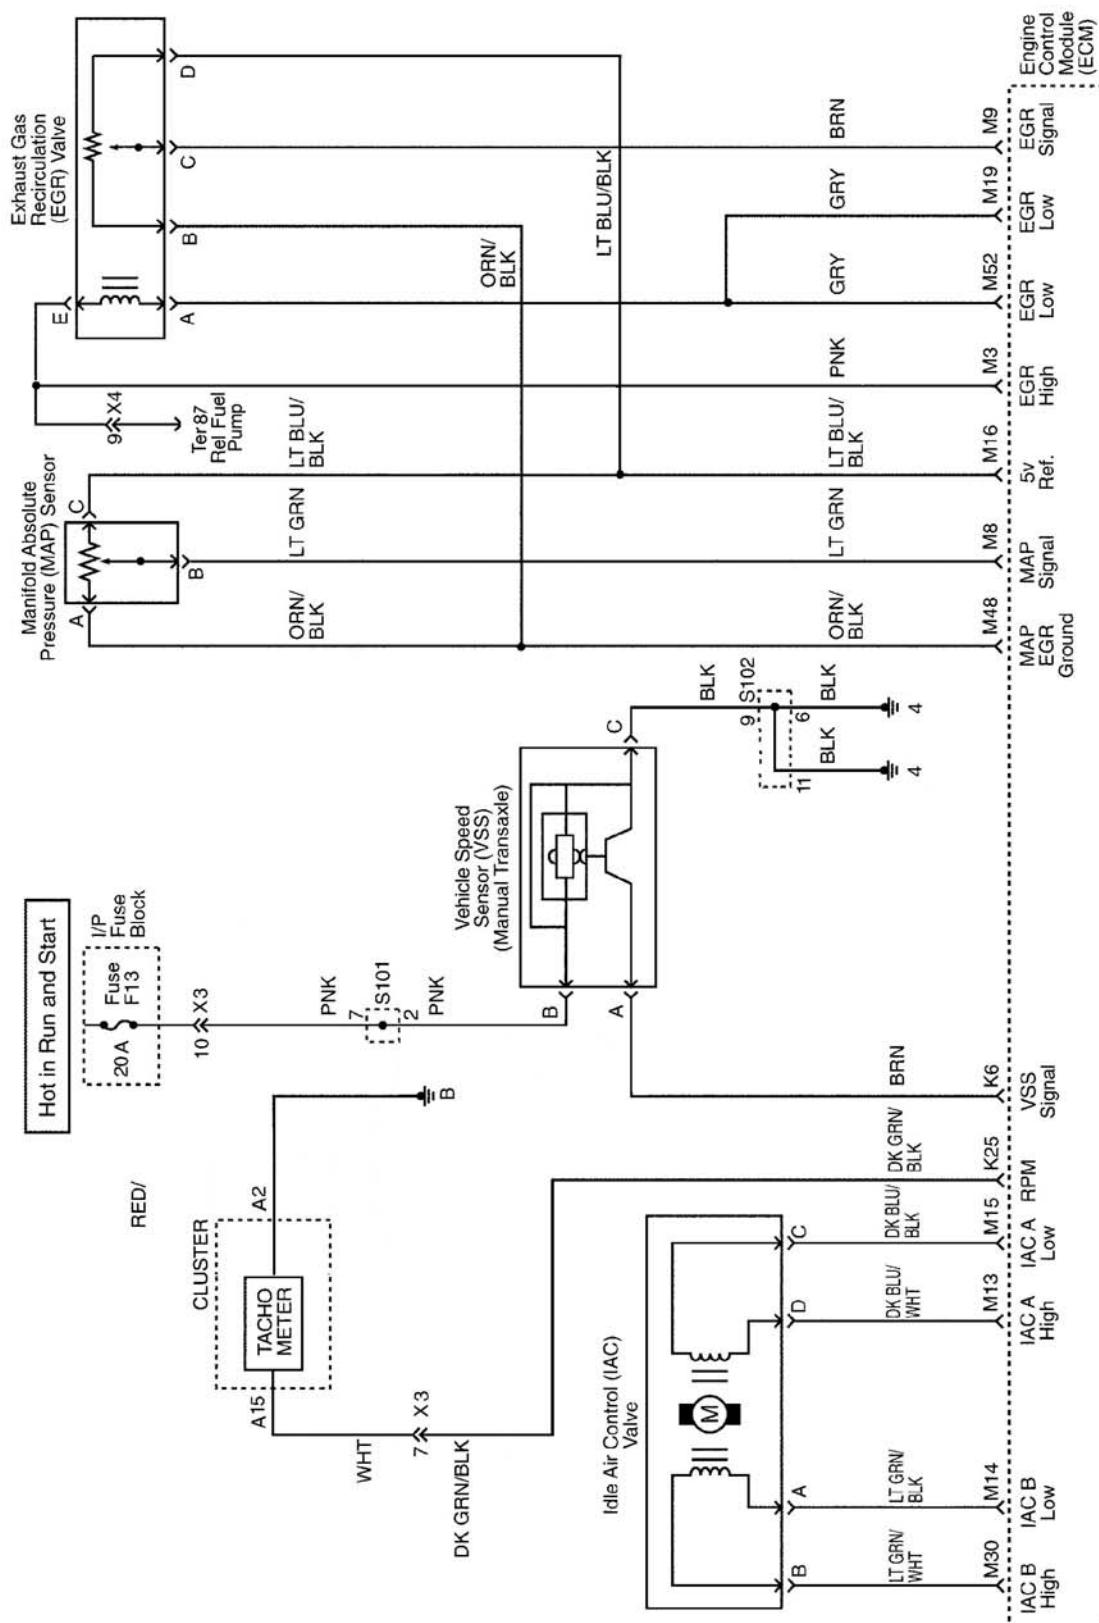 Hot in Run and Start
I/P
Fuse
Block
Fuse
F13
20 A
10
X3
PNK
7
S101
2
PNK
RED/
CLUSTER
TACHO
METER
A15
A2
B
WHT
7
X3
DK GRN/BLK
Idle Air Control (IAC)
Valve
M
B
A
D
C
LT GRN/
WHT
LT GRN/
BLK
DK BLU/
WHT
DK BLU/
BLK
DK GRN/
BLK
BRN
Vehicle Speed
Sensor (VSS)
(Manual Transaxle)
B
A
C
BLK
9
S102
11
6
BLK
BLK
4
4
Manifold Absolute
Pressure (MAP) Sensor
A
B
C
ORN/
BLK
LT GRN
LT BLU/
BLK
9
X4
Ter 87
Rel Fuel
Pump
Exhaust Gas
Recirculation
(EGR) Valve
E
A
B
C
D
ORN/
BLK
LT BLU/BLK
ORN/
BLK
LT GRN
LT BLU/
BLK
PNK
GRY
GRY
BRN
M30
M14
M13
M15
K25
K6
M48
M8
M16
M3
M52
M19
M9
IAC B
High
IAC B
Low
IAC A
High
IAC A
Low
RPM
VSS
Signal
MAP
EGR
Ground
MAP
Signal
5v
Ref.
EGR
High
EGR
Low
EGR
Low
EGR
Signal
Engine
Control
Module
(ECM)